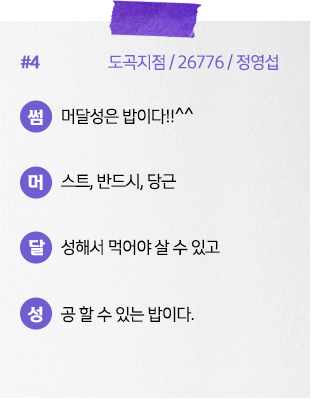 #4 도곡지점 / 26776 / 정영섭
썸 머달성은 밥이다!!^^
머 스트, 반드시, 당근
달 성해서 먹어야 살 수 있고
성 공 할 수 있는 밥이다.